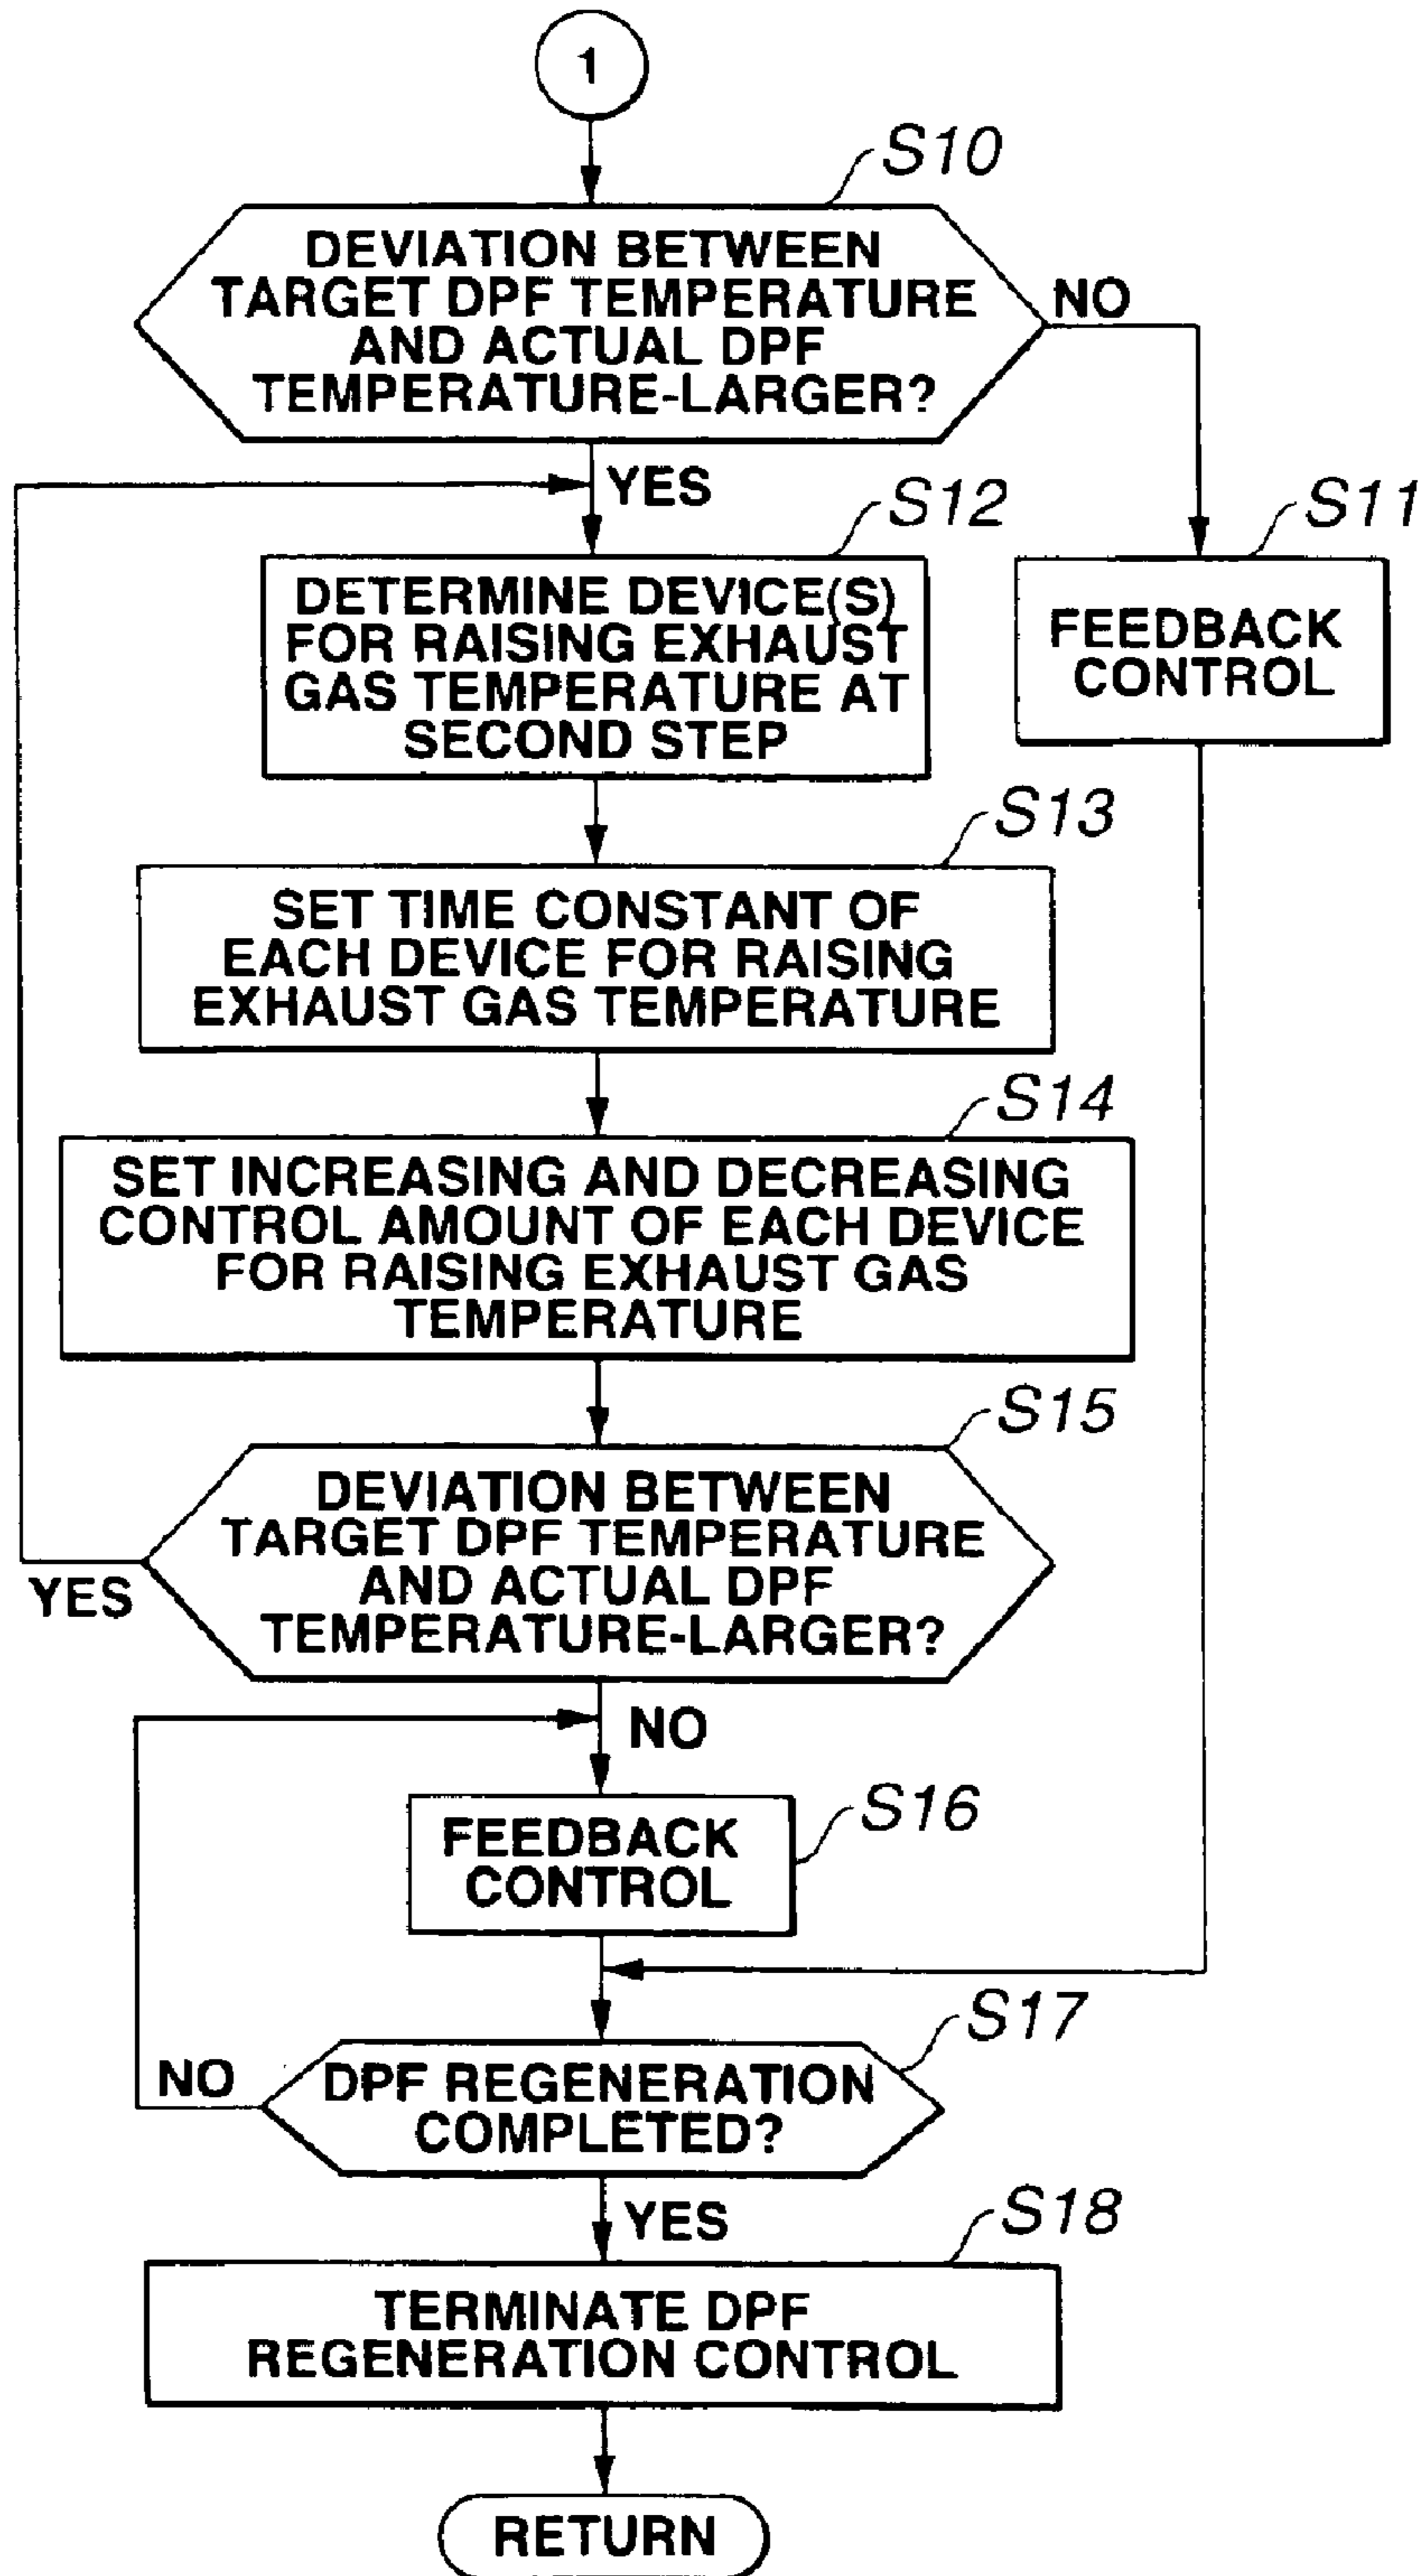 1
S10
DEVIATION BETWEEN
TARGET DPF TEMPERATURE
AND ACTUAL DPF
TEMPERATURE-LARGER?
NO
YES
S12
S11
DETERMINE DEVICE(S)
FOR RAISING EXHAUST
GAS TEMPERATURE AT
SECOND STEP
FEEDBACK
CONTROL
S13
SET TIME CONSTANT OF
EACH DEVICE FOR RAISING
EXHAUST GAS TEMPERATURE
S14
SET INCREASING AND DECREASING
CONTROL AMOUNT OF EACH DEVICE
FOR RAISING EXHAUST GAS
TEMPERATURE
S15
DEVIATION BETWEEN
TARGET DPF TEMPERATURE
AND ACTUAL DPF
TEMPERATURE-LARGER?
YES
NO
S16
FEEDBACK
CONTROL
S17
NO
DPF REGENERATION
COMPLETED?
YES
S18
TERMINATE DPF
REGENERATION CONTROL
RETURN